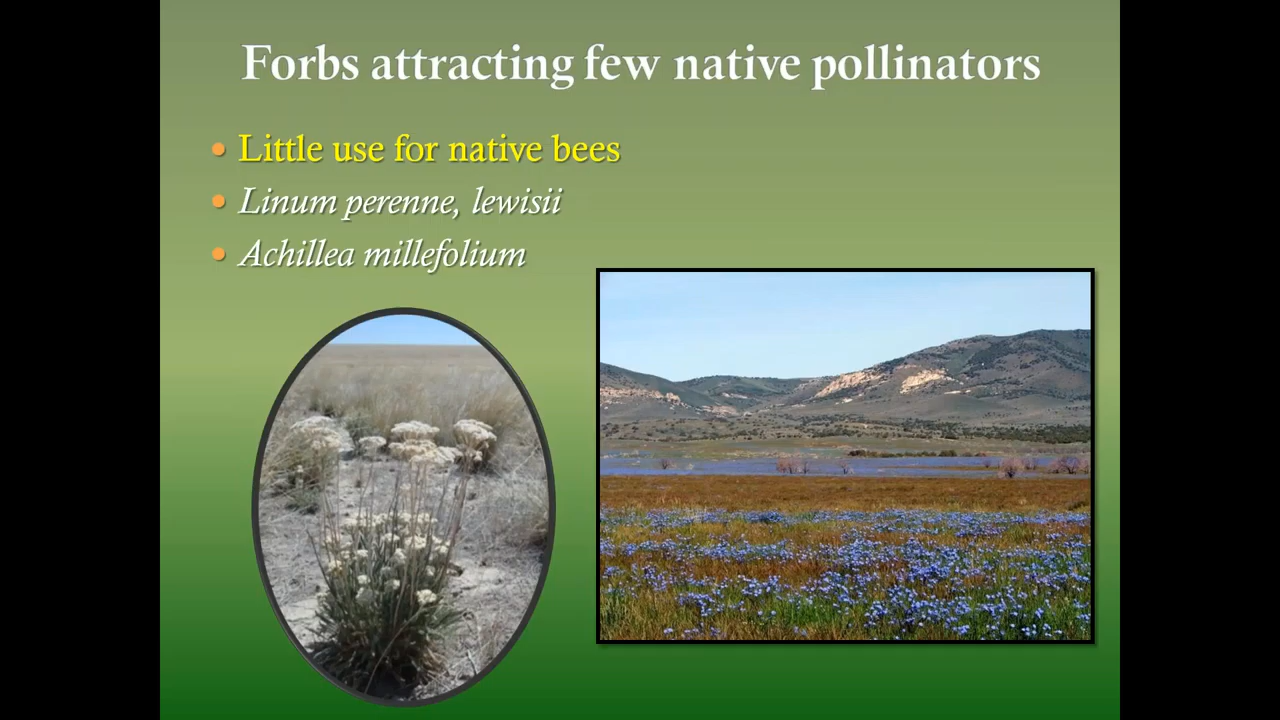 Forbs attracting few native pollinators
• Little use for native bees
• Linum perenne, lewisii
• Achillea millefolium